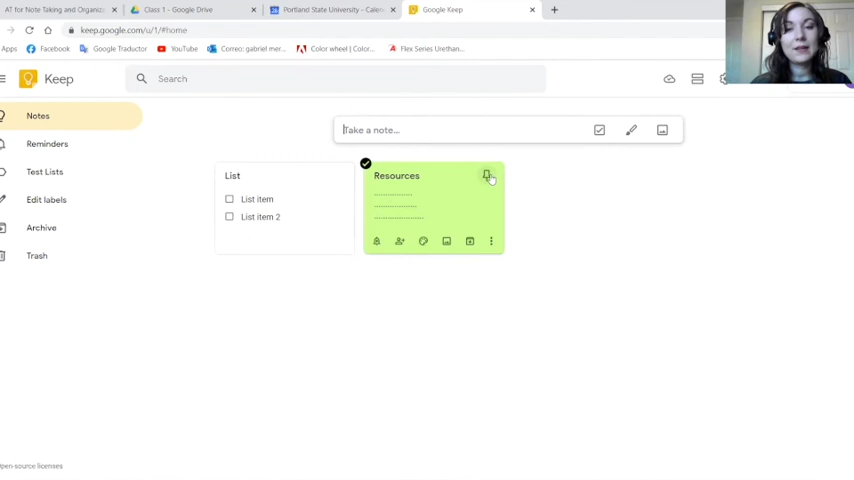 AT for Note Taking and Organiz
Class 1 - Google Drive
Portland State University - Calen
Google Keep
keep.google.com/u/1/#home
Apps
Facebook
Google Traductor
YouTube
Correo: gabriel mer...
Color wheel | Color...
Flex Series Urethan...
Keep
Search
Notes
Take a note...
Reminders
List
Resources
Test Lists
List item
Edit labels
List item 2
Archive
Trash
Open-source licenses